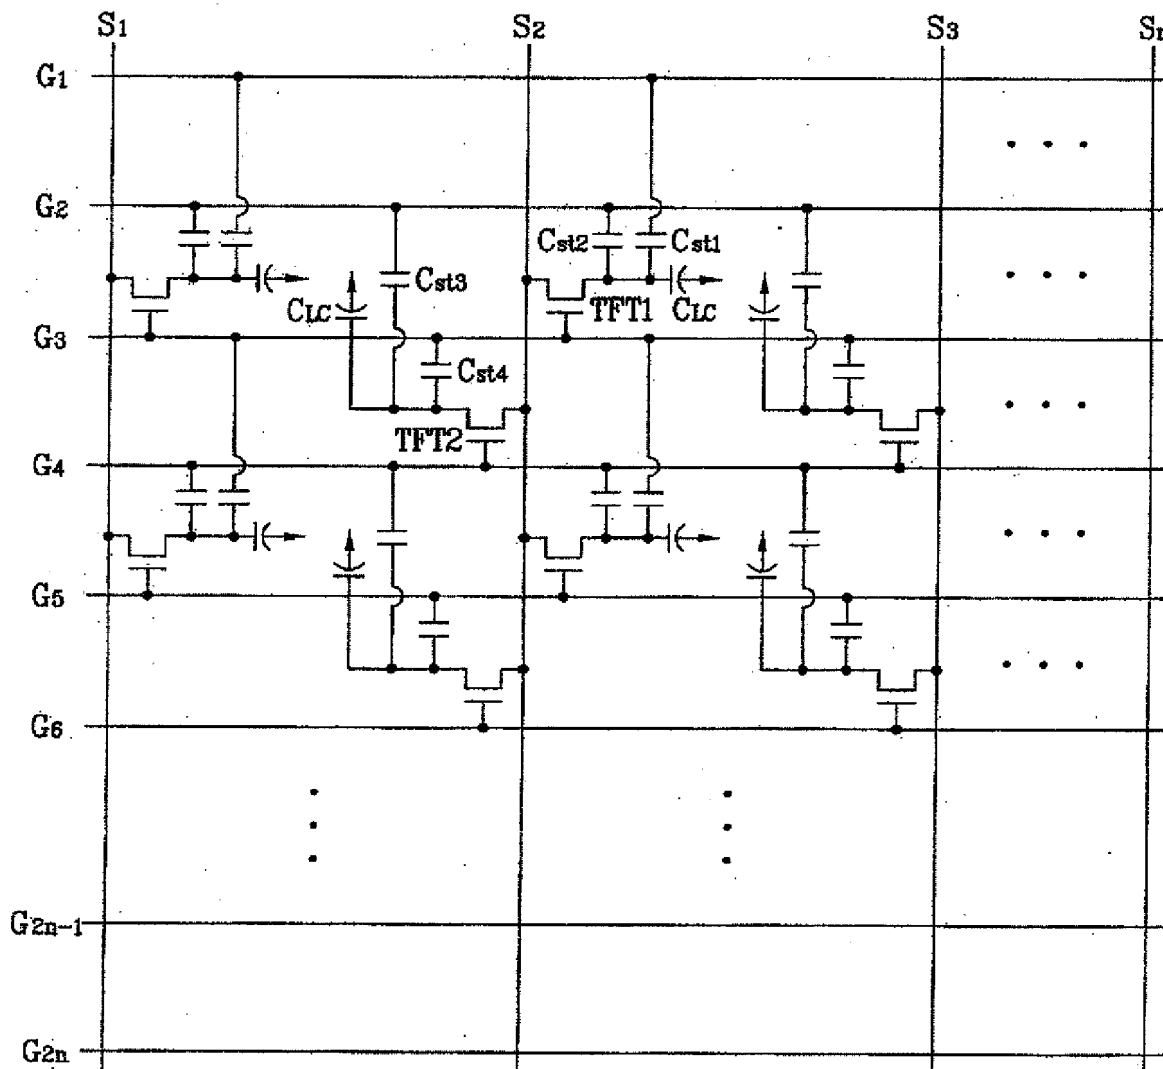 S1 S2 S3 S
G1
G2
Cst2 Cst1
Cst3
CLC TFT1 CLC
G3
Cst4
TFT2
G4
G5
G6
G2n-1
G2n